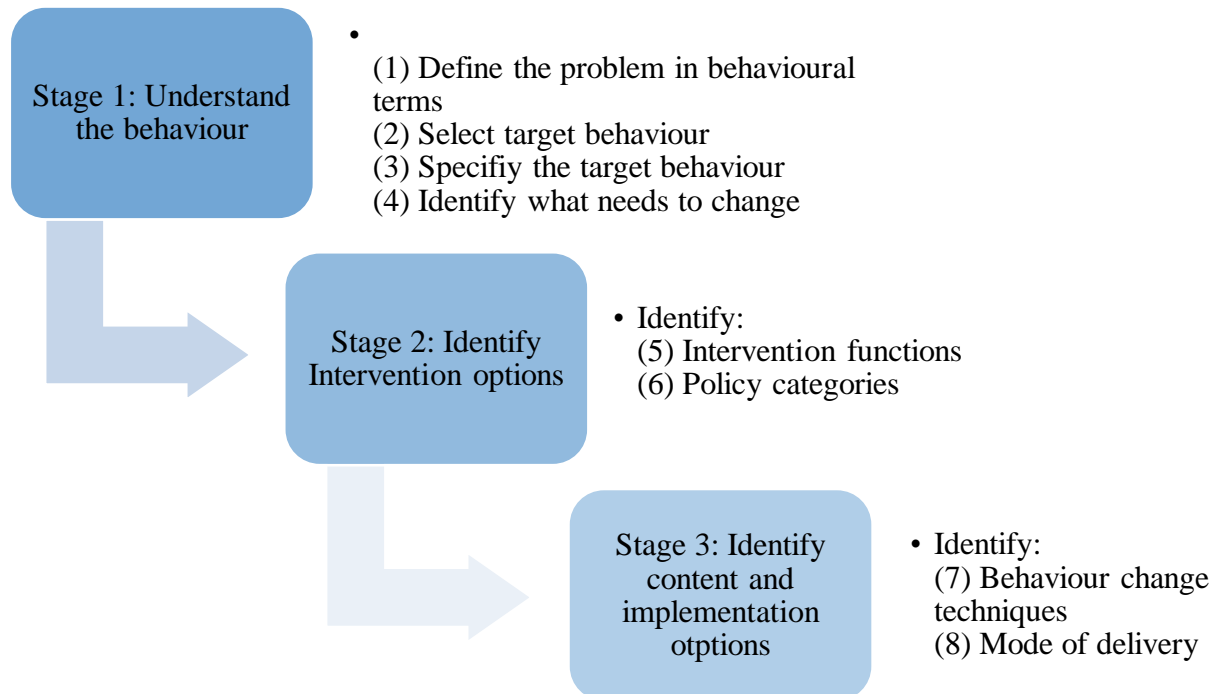 Stage 1: Understand
the behaviour
•
(1) Define the problem in behavioural
terms
(2) Select target behaviour
(3) Specifiy the target behaviour
(4) Identify what needs to change
Stage 2: Identify
Intervention options
• Identify:
(5) Intervention functions
(6) Policy categories
Stage 3: Identify
content and
implementation
otptions
• Identify:
(7) Behaviour change
techniques
(8) Mode of delivery